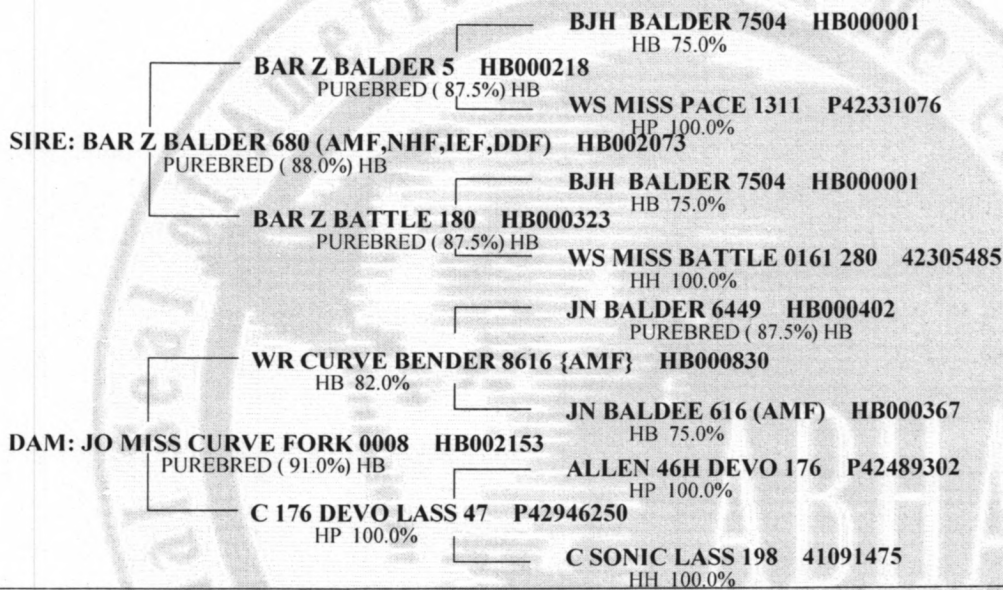 BJH BALDER 7504 HB000001
HB 75.0%
BAR Z BALDER 5 HB000218
PUREBRED ( 87.5%) HB
WS MISS PACE 1311 P42331076
HP 100.0%
SIRE: BAR Z BALDER 680 (AMF,NHF,IEF,DDF) HB002073
PUREBRED ( 88.0%) HB
BJH BALDER 7504 HB000001
HB 75.0%
BAR Z BATTLE 180 HB000323
PUREBRED ( 87.5%) HB
WS MISS BATTLE 0161 280 42305485
HH 100.0%
JN BALDER 6449 HB000402
PUREBRED ( 87.5%) HB
WR CURVE BENDER 8616 {AMF} HB000830
HB 82.0%
JN BALDEE 616 (AMF) HB000367
HB 75.0%
DAM: JO MISS CURVE FORK 0008 HB002153
PUREBRED ( 91.0%) HB
ALLEN 46H DEVO 176 P42489302
HP 100.0%
C 176 DEVO LASS 47 P42946250
HP 100.0%
C SONIC LASS 198 41091475
HH 100.0%
ABHA